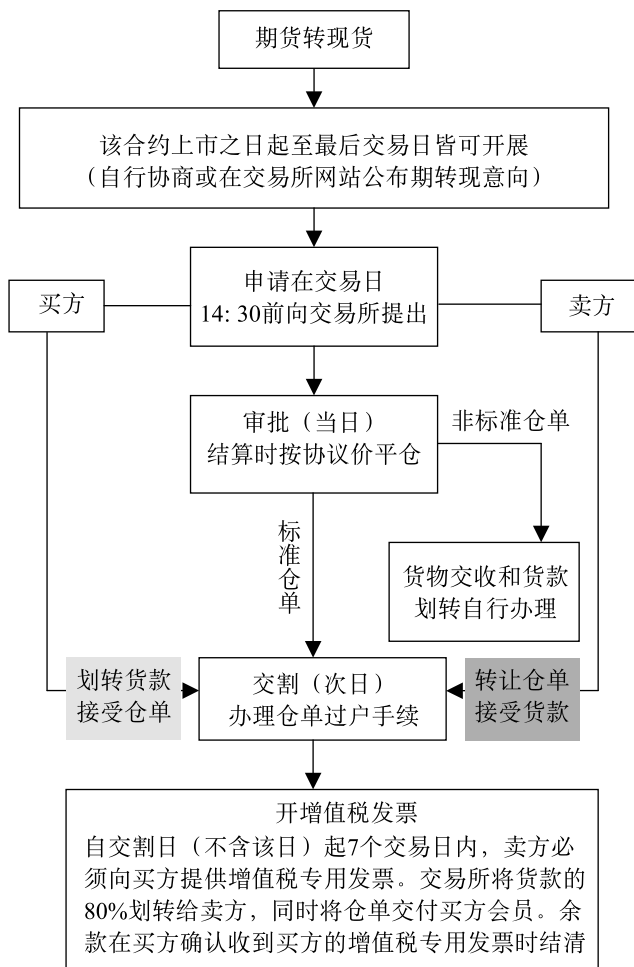 期货转现货
该合约上市之日起至最后交易日皆可开展
（自行协商或在交易所网站公布期转现意向）
申请在交易日
14: 30前向交易所提出
买方
卖方
审批（当日）
结算时按协议价平仓
非标准仓单
标准仓单
货物交收和货款
划转自行办理
划转货款
接受仓单
交割（次日）
办理仓单过户手续
转让仓单
接受货款
开增值税发票
自交割日（不含该日）起7个交易日内，卖方必
须向买方提供增值税专用发票。交易所将货款的
80%划转给卖方，同时将仓单交付买方会员。余
款在买方确认收到买方的增值税专用发票时结清